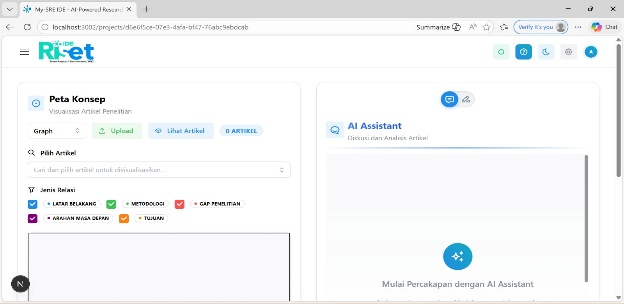 My-SRE IDE - AI-Powered Resear
localhost:3002/projects/d6e6f5ce-07e3-4afa-bf47-76abc9ebdcab
Summarize
Verify it's you
Chat
IDE
Riset
A
Peta Konsep
Visualisasi Artikel Penelitian
Graph
Upload
Lihat Artikel
0 ARTIKEL
Pilih Artikel
Cari dan pilih artikel untuk divisualisasikan...
Jenis Relasi
LATAR BELAKANG
METODOLOGI
GAP PENELITIAN
ARAHAN MASA DEPAN
TUJUAN
N
AI Assistant
Diskusi dan Analisis Artikel
Mulai Percakapan dengan AI Assistant